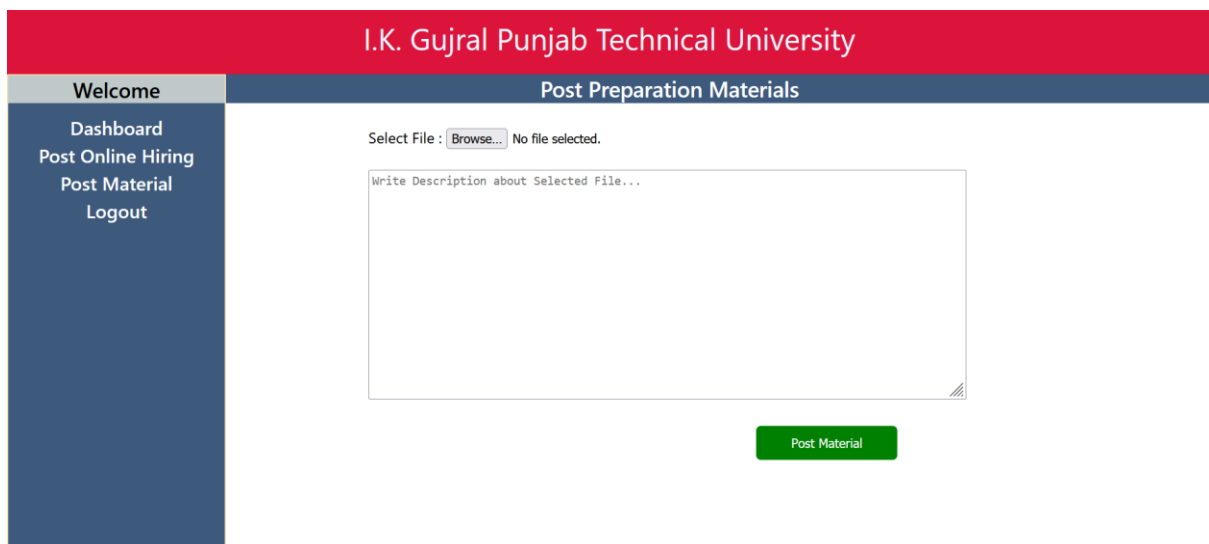 I.K. Gujral Punjab Technical University
Welcome
Post Preparation Materials
Dashboard
Post Online Hiring
Post Material
Logout
Select File : Browse... No file selected.
Write Description about Selected File...
Post Material